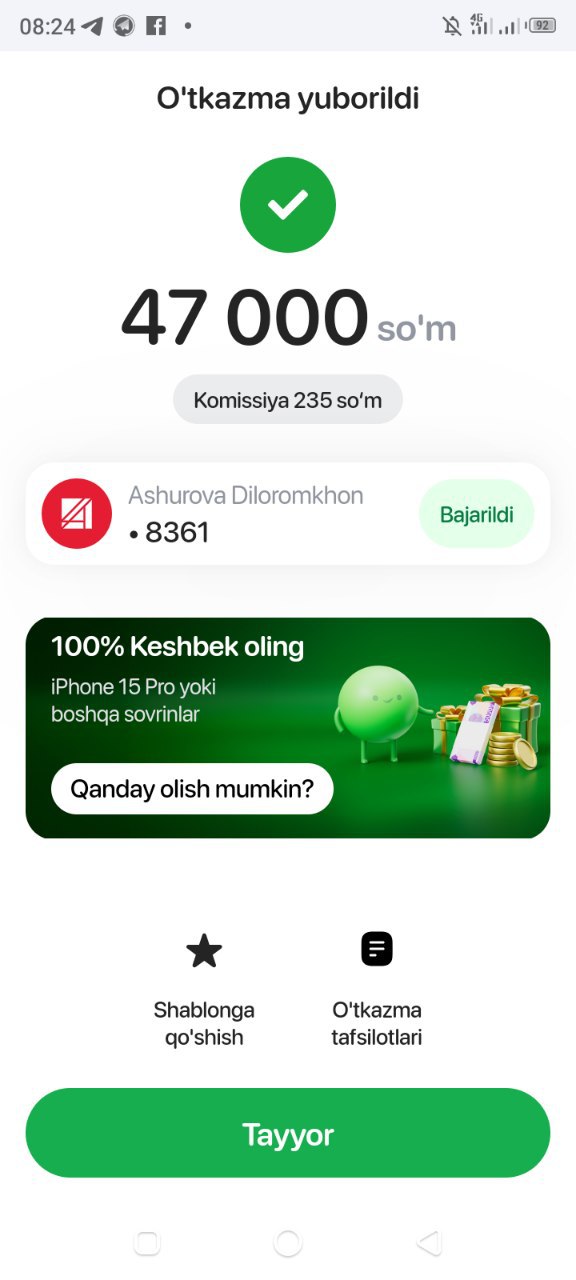 08:24
4G
92
O'tkazma yuborildi
47 000 so'm
Komissiya 235 so‘m
Ashurova Diloromkhon
• 8361
Bajarildi
100% Keshbek oling
iPhone 15 Pro yoki
boshqa sovrinlar
Qanday olish mumkin?
Shablonga
qo'shish
O'tkazma
tafsilotlari
Tayyor